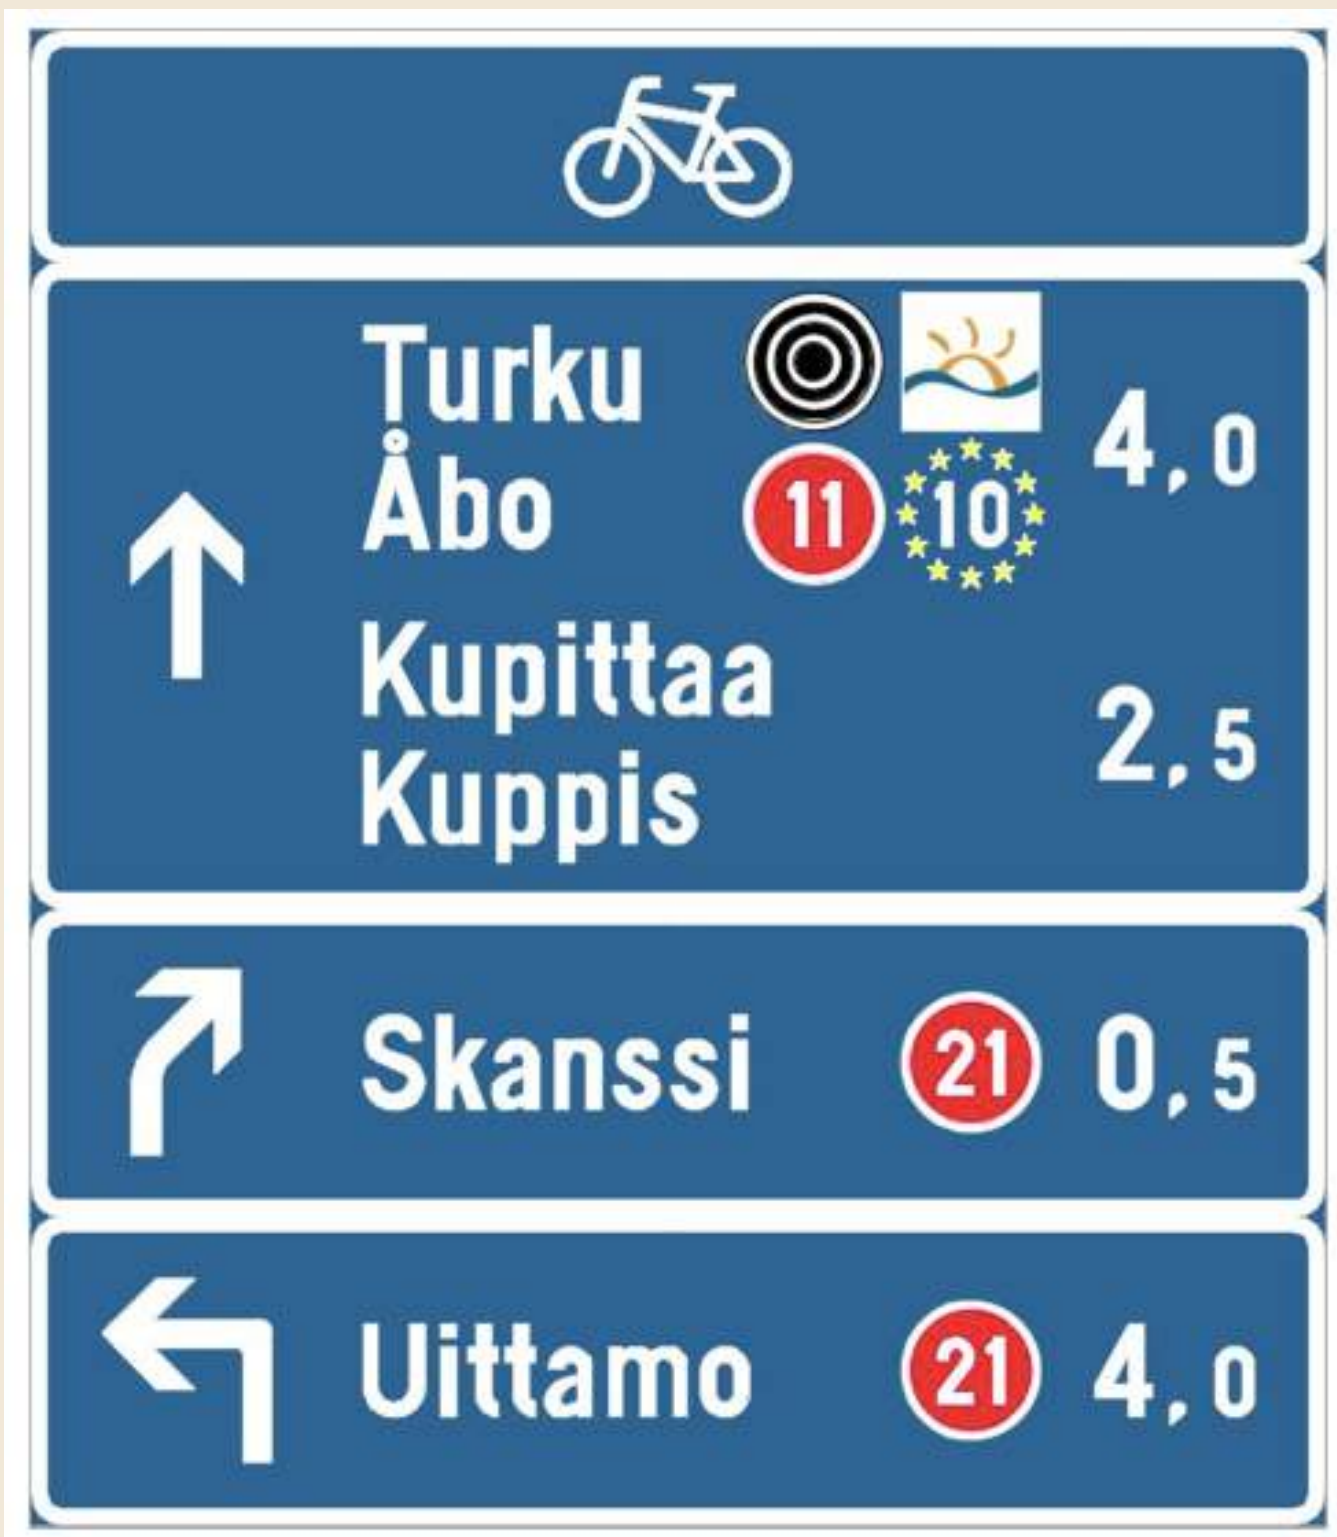 Turku
Åbo 11 10 4,0
Kupittaa
Kuppis 2,5
Skanssi 21 0,5
Uittamo 21 4,0